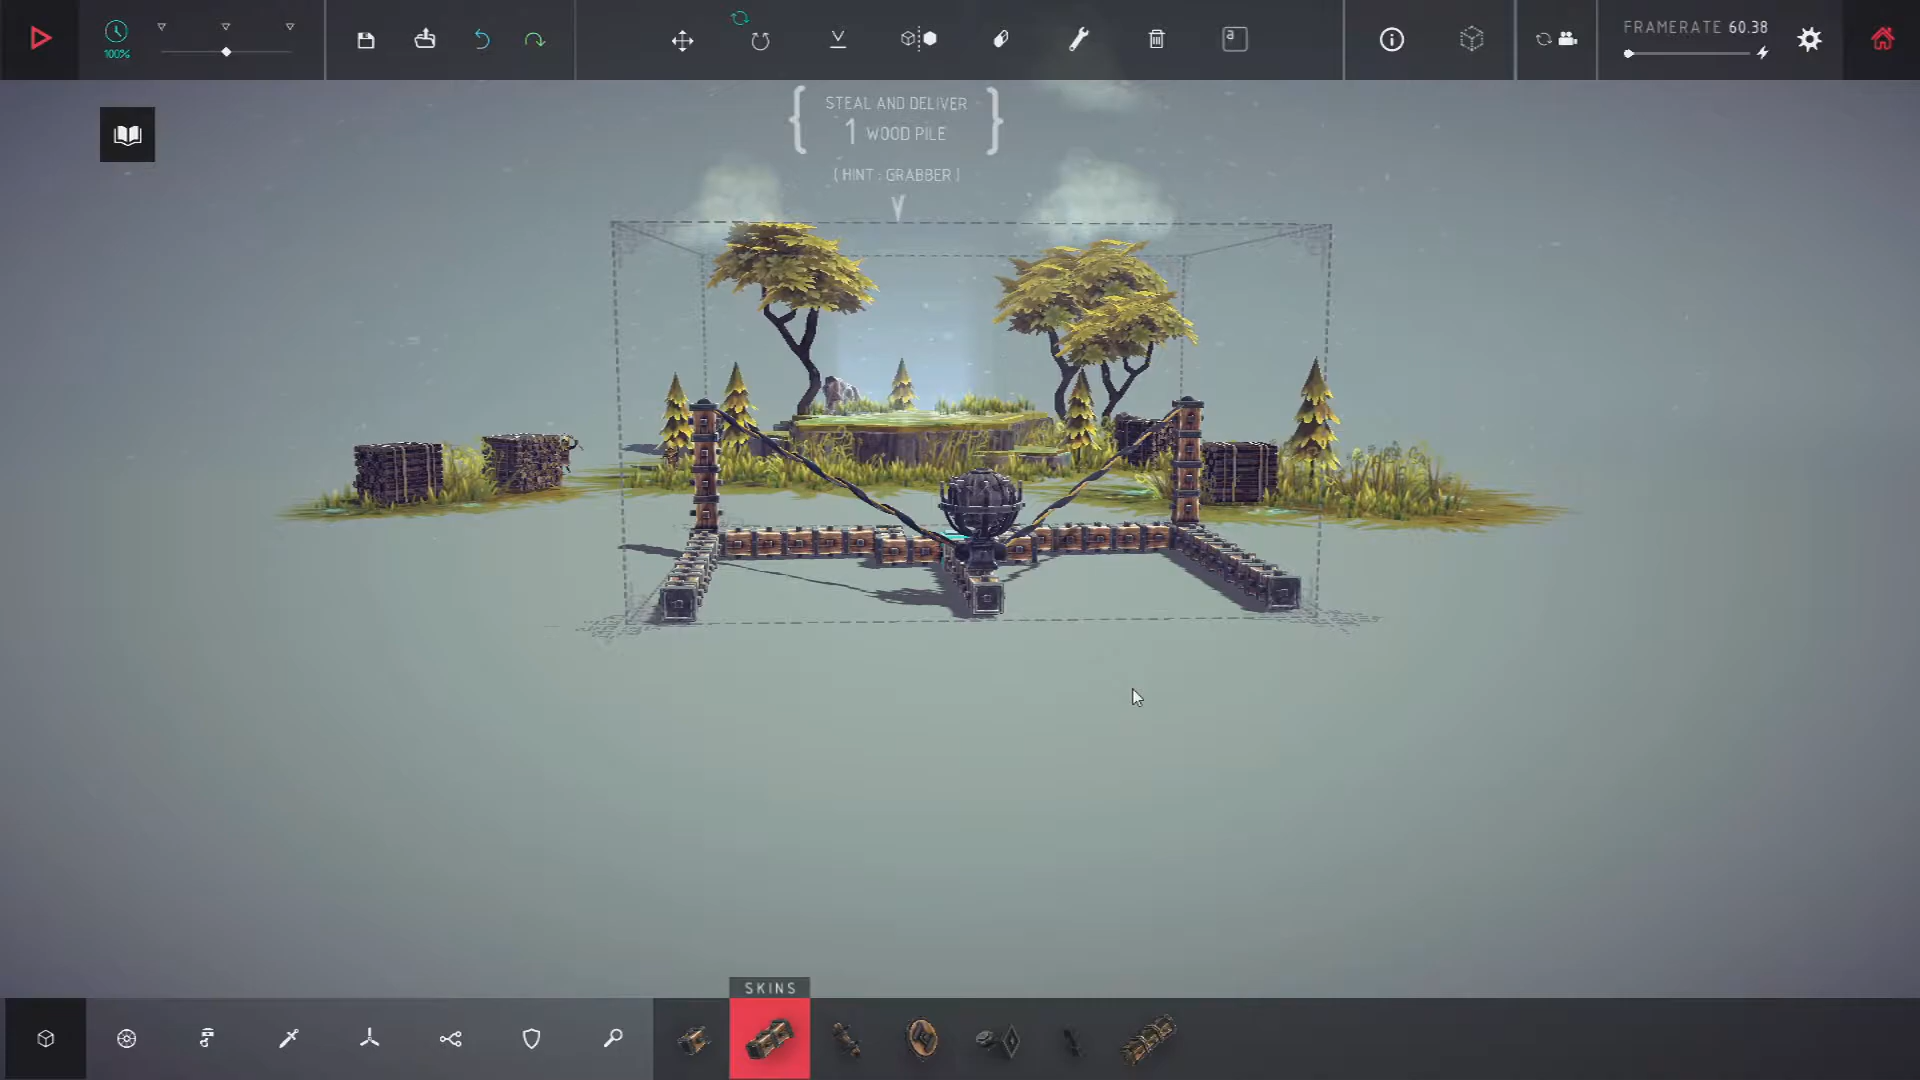 100%
a
FRAMERATE 60.38
STEAL AND DELIVER
1 WOOD PILE
( HINT : GRABBER )
SKINS